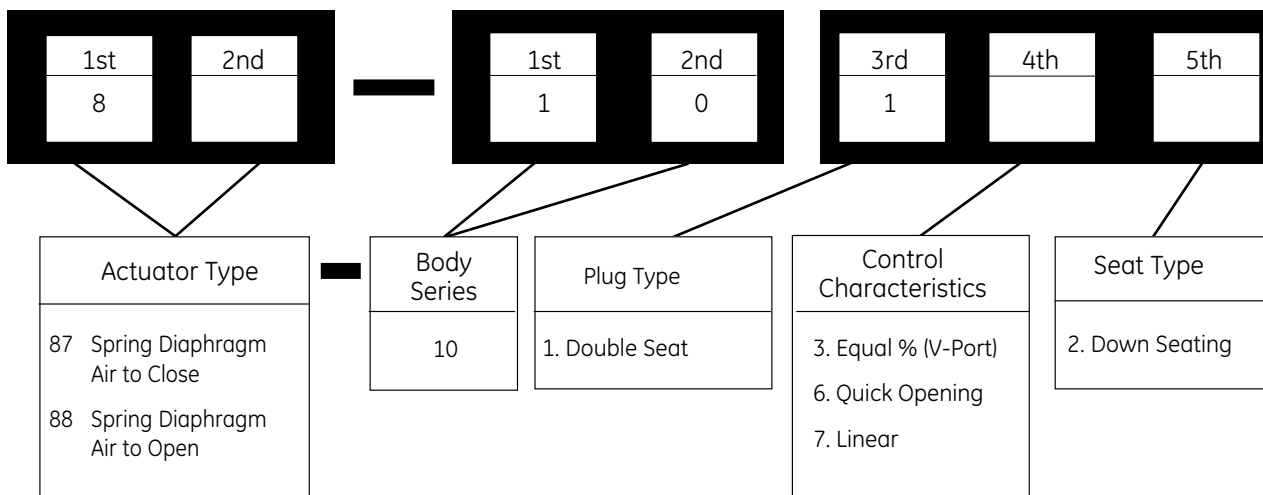 1st 2nd 1st 2nd 3rd 4th 5th
8 1 0 1
Actuator Type
87 Spring Diaphragm
Air to Close
88 Spring Diaphragm
Air to Open
Body
Series
10
Plug Type
1. Double Seat
Control
Characteristics
3. Equal % (V-Port)
6. Quick Opening
7. Linear
Seat Type
2. Down Seating